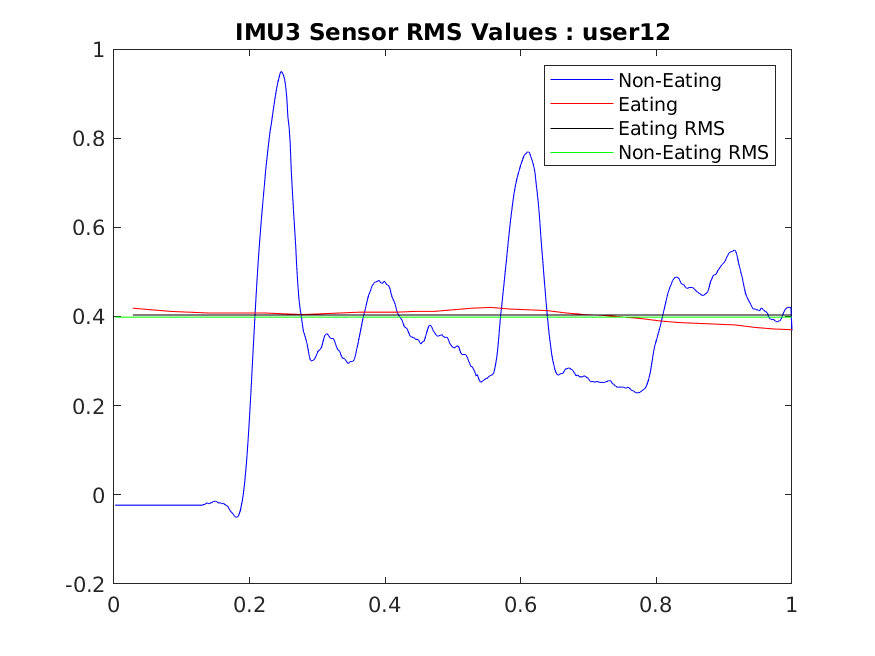 IMU3 Sensor RMS Values : user12
1
0.8
0.6
0.4
0.2
0
-0.2
0
0.2
0.4
0.6
0.8
1
Non-Eating
Eating
Eating RMS
Non-Eating RMS